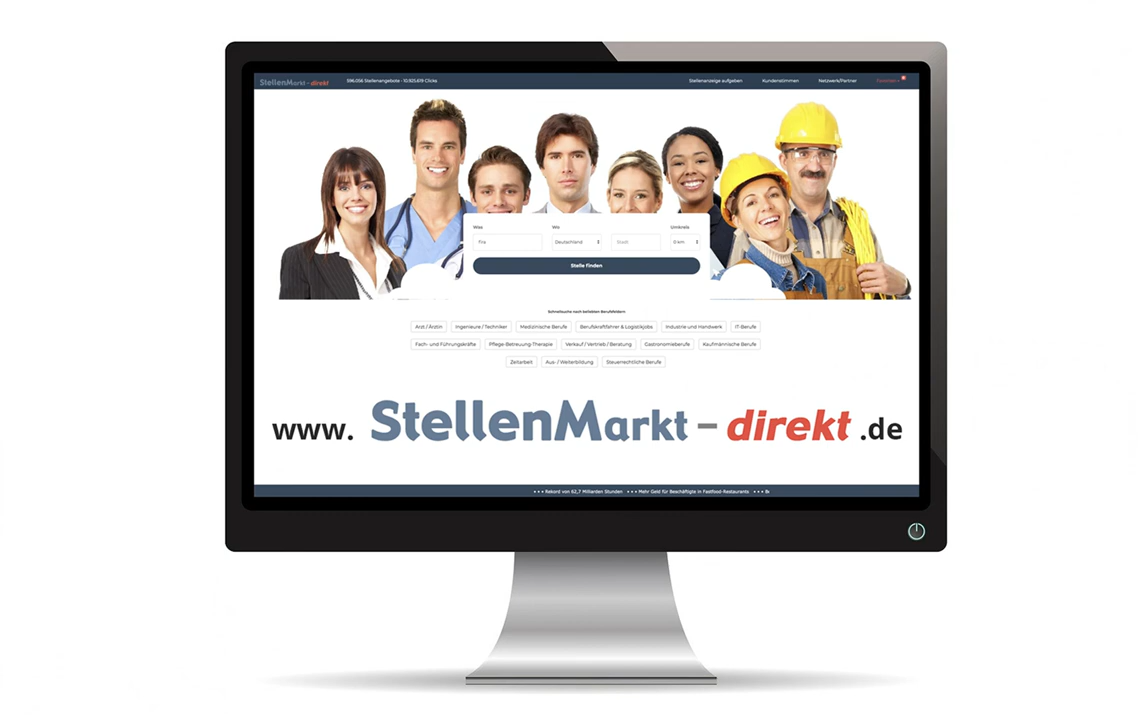 StellenMarkt - direkt 596.056 Stellenangebote - 10.925.619 Clicks Stellenanzeige aufgeben Kundenstimmen Netzwerk/Partner
Was Wo Umkreis
Deutschland Stadt 0 km
Stelle finden
Schnellsuche nach beliebten Berufsfeldern
Arzt / Ärztin Ingenieure / Techniker Medizinische Berufe Berufskraftfahrer & Logistikjobs Industrie und Handwerk IT-Berufe
Fach- und Führungskräfte Pflege-Betreuung-Therapie Verkauf / Vertrieb / Beratung Gastronomieberufe Kaufmännische Berufe
Zeitarbeit Aus- / Weiterbildung Steuerrechtliche Berufe
www. StellenMarkt - direkt .de
+++ Rekord von 62,7 Milliarden Stunden +++ Mehr Geld für Beschäftigte in Fastfood-Restaurants +++